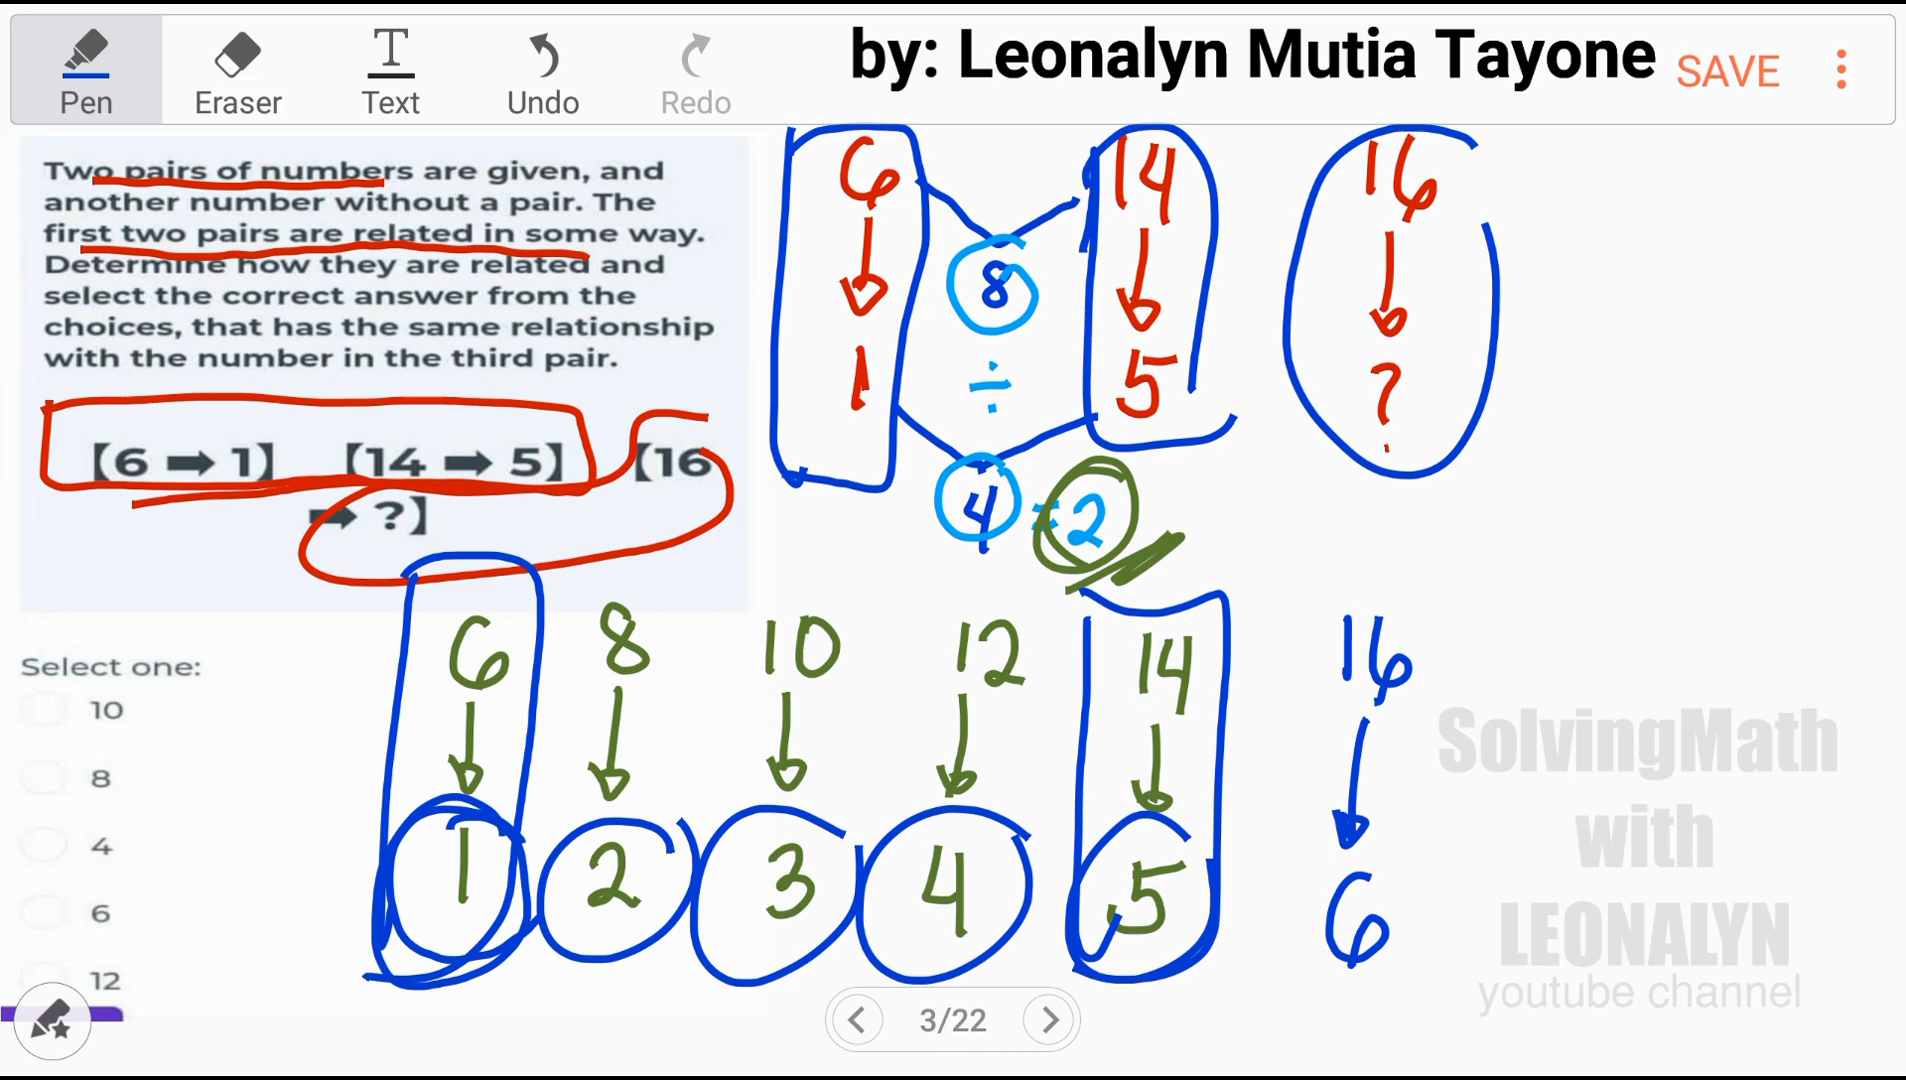 Pen
Eraser
Text
Undo
Redo
by: Leonalyn Mutia Tayone
SAVE
Two pairs of numbers are given, and
another number without a pair. The
first two pairs are related in some way.
Determine how they are related and
select the correct answer from the
choices, that has the same relationship
with the number in the third pair.
【6 ➡ 1】 【14 ➡ 5】 【16
➡ ?】
Select one:
10
8
4
6
12
6 14 16
8
÷
1 5 ?
4 = 2
6 8 10 12 14 16
1 2 3 4 5 6
SolvingMath
with
LEONALYN
youtube channel
3/22